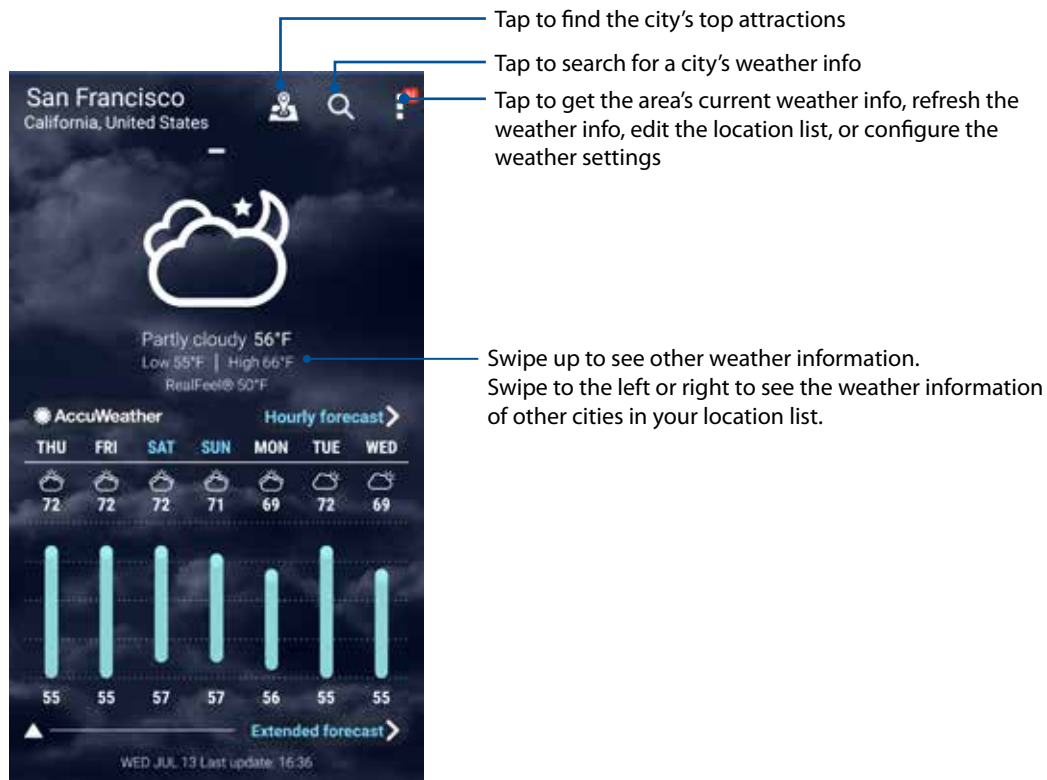 Tap to find the city’s top attractions
Tap to search for a city’s weather info
Tap to get the area’s current weather info, refresh the
weather info, edit the location list, or configure the
weather settings
San Francisco
California, United States
Partly cloudy 56°F
Low 55°F | High 66°F
RealFeel® 50°F
Swipe up to see other weather information.
Swipe to the left or right to see the weather information
of other cities in your location list.
AccuWeather Hourly forecast
THU FRI SAT SUN MON TUE WED
72 72 72 71 69 72 69
55 55 57 57 56 55 55
Extended forecast
WED JUL 13 Last update: 16:36